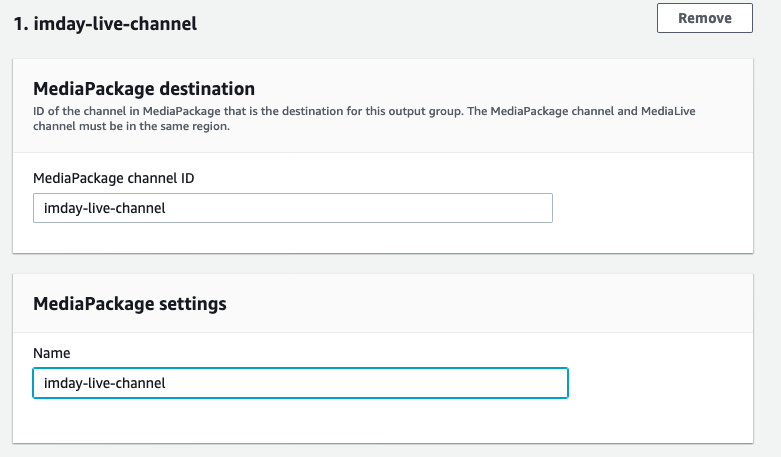 1. imday-live-channel
Remove
MediaPackage destination
ID of the channel in MediaPackage that is the destination for this output group. The MediaPackage channel and MediaLive
channel must be in the same region.
MediaPackage channel ID
imday-live-channel
MediaPackage settings
Name
imday-live-channel